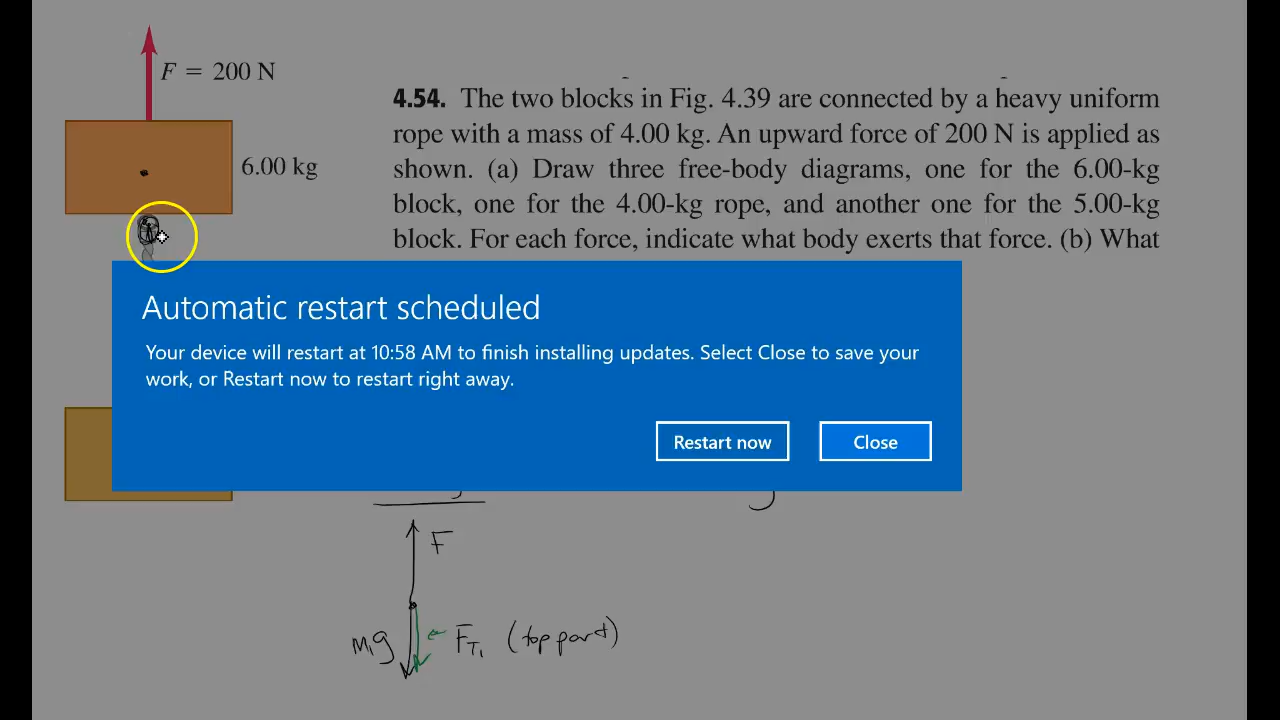 F = 200 N
6.00 kg
4.54. The two blocks in Fig. 4.39 are connected by a heavy uniform
rope with a mass of 4.00 kg. An upward force of 200 N is applied as
shown. (a) Draw three free-body diagrams, one for the 6.00-kg
block, one for the 4.00-kg rope, and another one for the 5.00-kg
block. For each force, indicate what body exerts that force. (b) What
Automatic restart scheduled
Your device will restart at 10:58 AM to finish installing updates. Select Close to save your
work, or Restart now to restart right away.
Restart now
Close
F
m₁g
F_T₁ (top part)